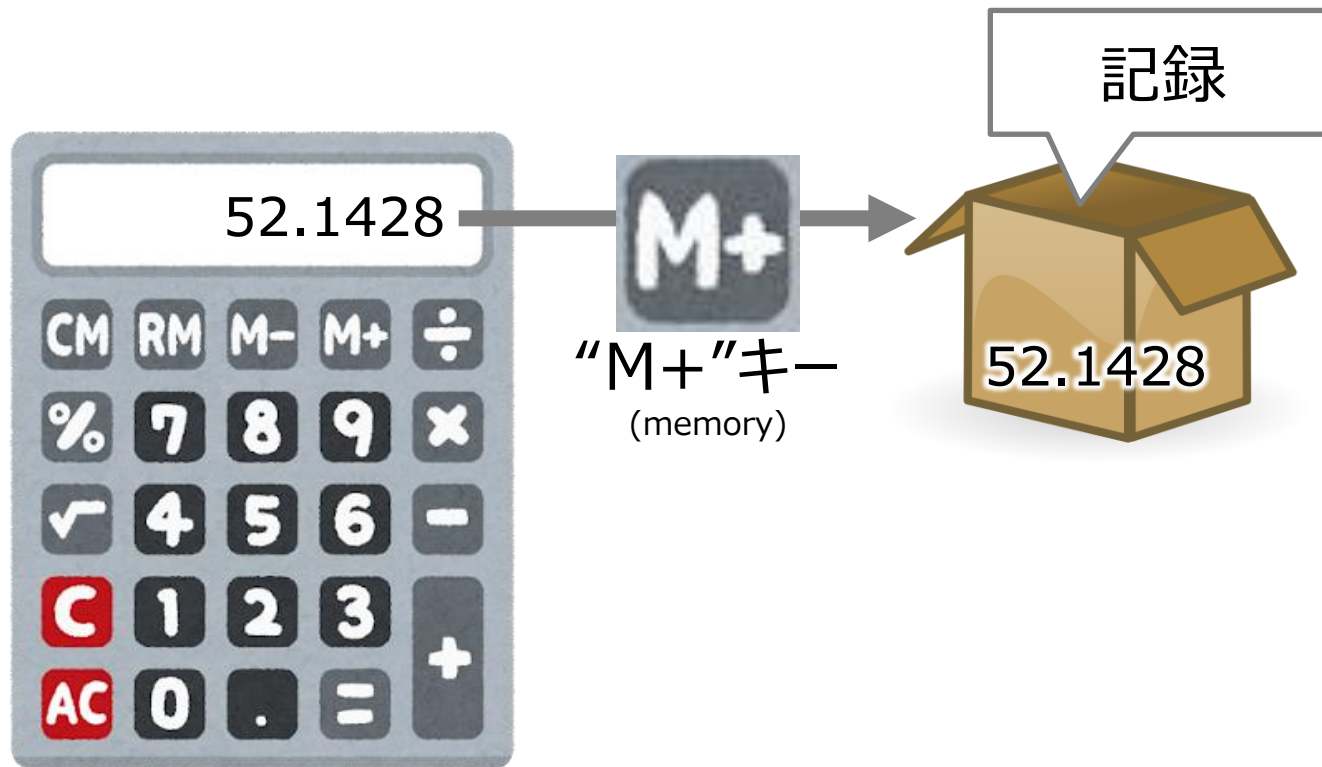 記録
52.1428
M+
“M+”キー
(memory)
52.1428
CM RM M- M+ ÷
% 7 8 9 ×
√ 4 5 6 -
C 1 2 3
+
AC 0 . =